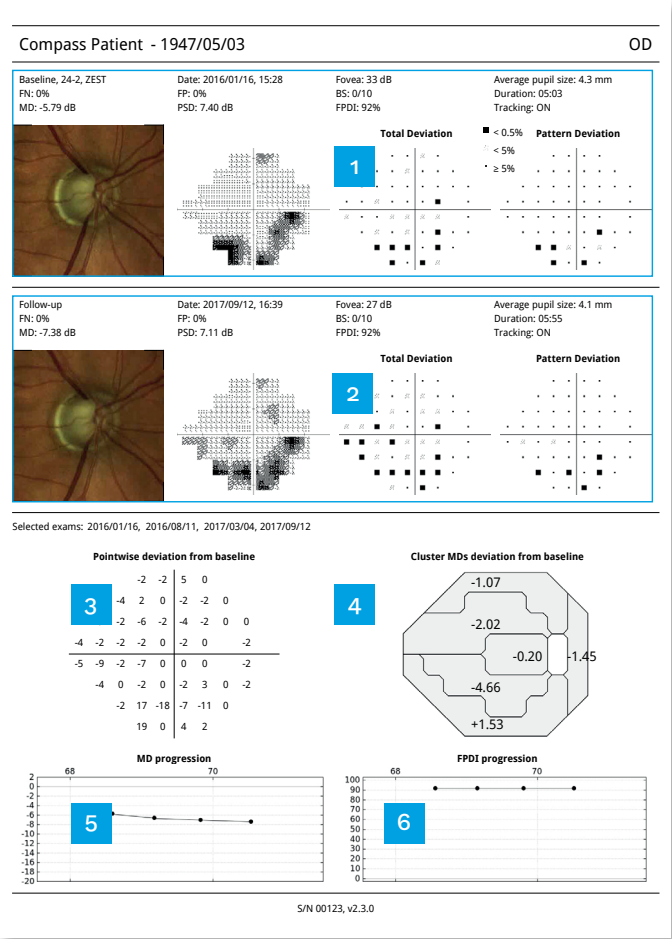 Compass Patient - 1947/05/03 OD
Baseline, 24-2, ZEST Date: 2016/01/16, 15:28 Fovea: 33 dB Average pupil size: 4.3 mm
FN: 0% FP: 0% BS: 0/10 Duration: 05:03
MD: -5.79 dB PSD: 7.40 dB FPDI: 92% Tracking: ON
Total Deviation < 0.5% Pattern Deviation
< 5%
≥ 5%
1
Follow-up Date: 2017/09/12, 16:39 Fovea: 27 dB Average pupil size: 4.1 mm
FN: 0% FP: 0% BS: 0/10 Duration: 05:55
MD: -7.38 dB PSD: 7.11 dB FPDI: 92% Tracking: ON
Total Deviation Pattern Deviation
2
Selected exams: 2016/01/16, 2016/08/11, 2017/03/04, 2017/09/12
Pointwise deviation from baseline
3
-2 -2 5 0
-4 2 0 -2 -2 0
-2 -6 -2 -4 -2 0 0
-4 -2 -2 -2 0 -2 0 -2
-5 -9 -2 -7 0 0 0 -2
-4 0 -2 0 -2 3 0 -2
-2 17 -18 -7 -11 0
19 0 4 2
Cluster MDs deviation from baseline
4
-1.07
-2.02
-0.20 -1.45
-4.66
+1.53
MD progression
68 70
2
0
-2
-4
-6
-8
-10
-12
-14
-16
-18
-20
5
FPDI progression
68 70
100
90
80
70
60
50
40
30
20
10
0
6
S/N 00123, v2.3.0